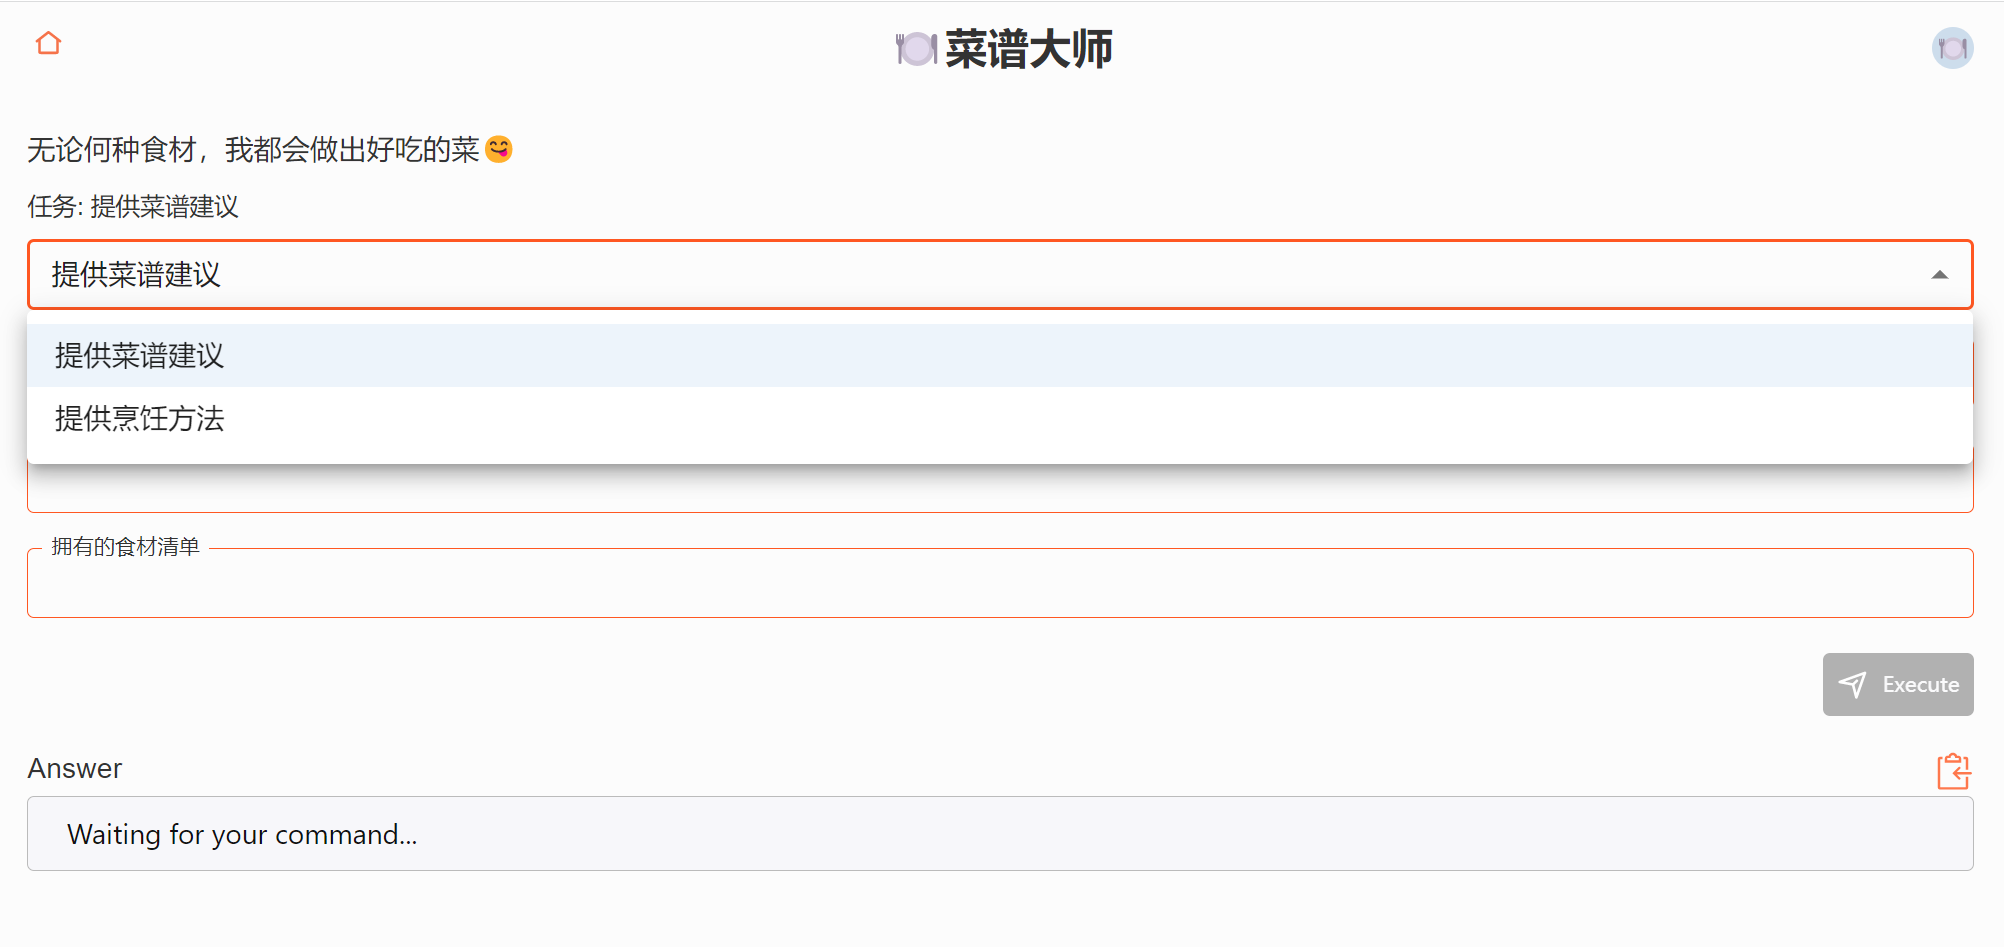 菜谱大师
无论何种食材，我都会做出好吃的菜😋
任务: 提供菜谱建议
提供菜谱建议
提供菜谱建议
提供烹饪方法
拥有的食材清单
Execute
Answer
Waiting for your command...